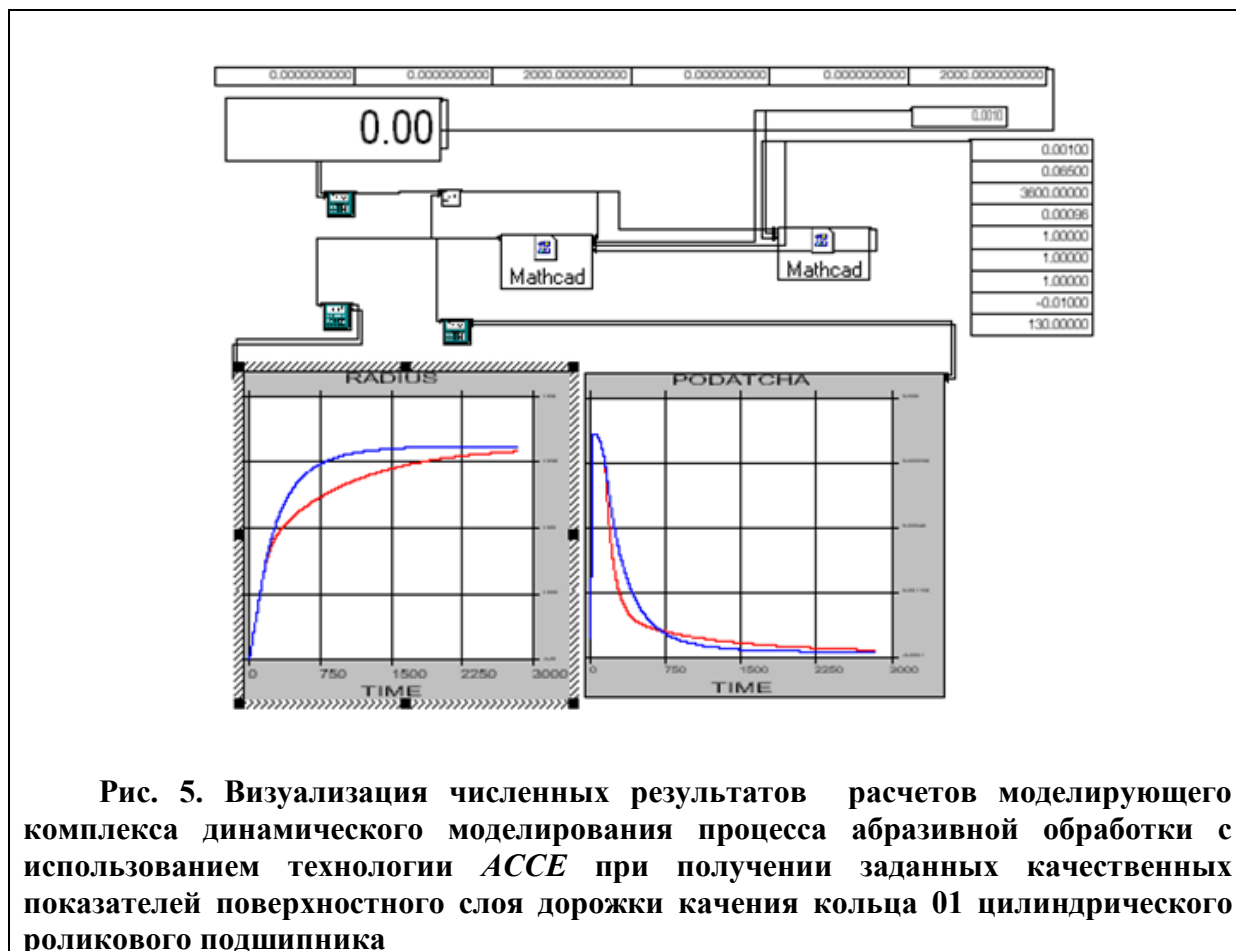 0.0000000000 0.0000000000 2000.0000000000 0.0000000000 0.0000000000 2000.0000000000
0.00
0.0010
0.00100
0.06500
3600.00000
0.00096
1.00000
1.00000
1.00000
-0.01000
130.00000
Mathcad
Mathcad
RADIUS
0 750 1500 2250 3000
TIME
PODATCHA
0 750 1500 2250 3000
TIME
Рис. 5. Визуализация численных результатов расчетов моделирующего
комплекса динамического моделирования процесса абразивной обработки с
использованием технологии ACCE при получении заданных качественных
показателей поверхностного слоя дорожки качения кольца 01 цилиндрического
роликового подшипника